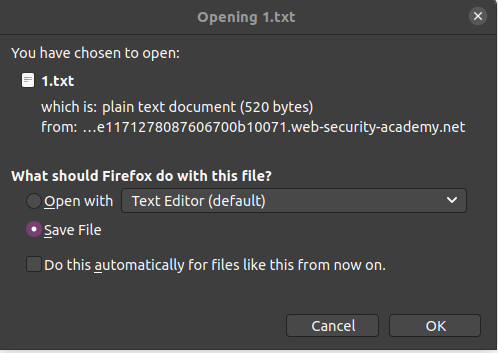 Opening 1.txt
You have chosen to open:
1.txt
which is: plain text document (520 bytes)
from: …e1171278087606700b10071.web-security-academy.net
What should Firefox do with this file?
Open with Text Editor (default)
Save File
Do this automatically for files like this from now on.
Cancel OK